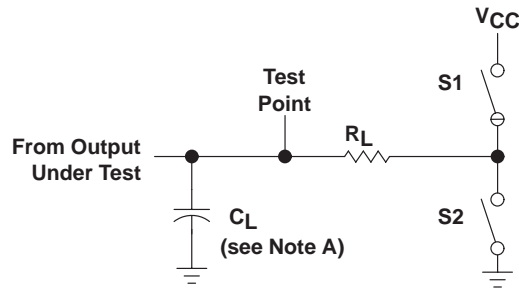 VCC
S1
Test
Point
RL
From Output
Under Test
CL
(see Note A)
S2